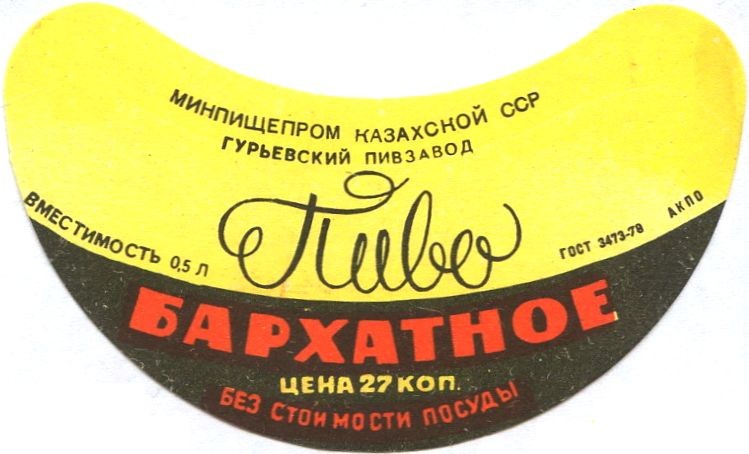 МИНПИЩЕПРОМ КАЗАХСКОЙ ССР
ГУРЬЕВСКИЙ ПИВЗАВОД
Пиво
ВМЕСТИМОСТЬ 0,5 Л
ГОСТ 3473-78 АКПО
БАРХАТНОЕ
ЦЕНА 27 КОП.
БЕЗ СТОИМОСТИ ПОСУДЫ